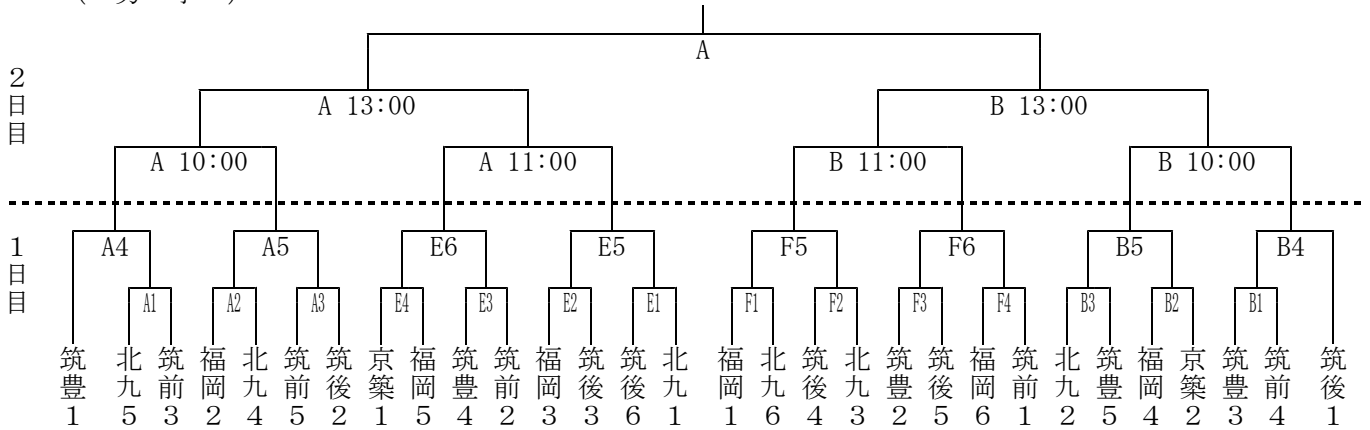 A
2日目
A 13:00 B 13:00
A 10:00 A 11:00 B 11:00 B 10:00
1日目
A4 A5 E6 E5 F5 F6 B5 B4
A1 A2 A3 E4 E3 E2 E1 F1 F2 F3 F4 B3 B2 B1
筑豊1 北九5 筑前3 福岡2 北九4 筑前5 筑後2 京築1 福岡5 筑豊4 筑前2 福岡3 筑後3 筑後6 北九1 福岡1 北九6 筑後4 北九3 筑豊2 筑後5 福岡6 筑前1 北九2 筑豊5 福岡4 京築2 筑豊3 筑前4 筑後1